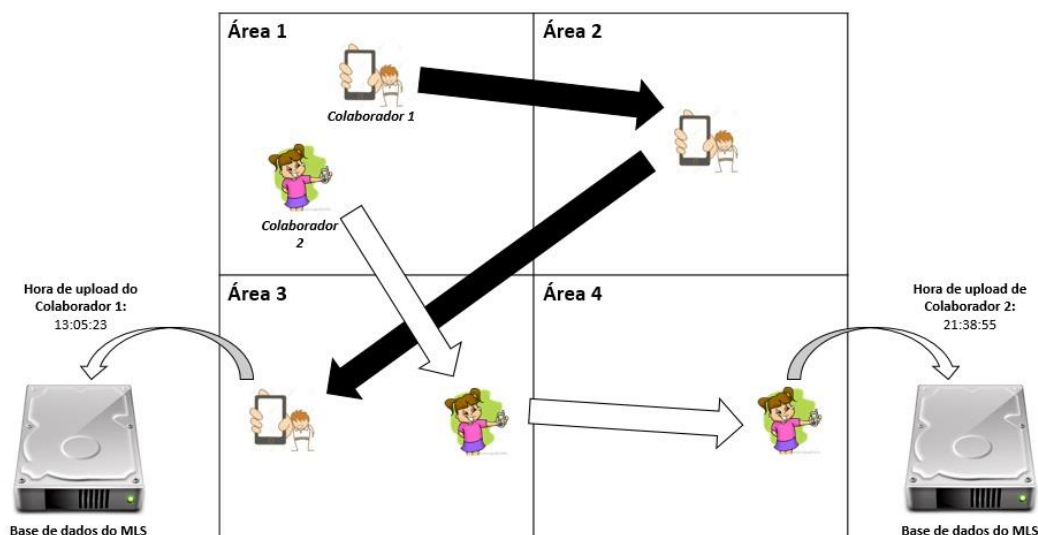 Área 1
Área 2
Colaborador 1
Colaborador
2
Hora de upload do
Colaborador 1:
13:05:23
Área 3
Área 4
Hora de upload de
Colaborador 2:
21:38:55
Base de dados do MLS
Base de dados do MLS